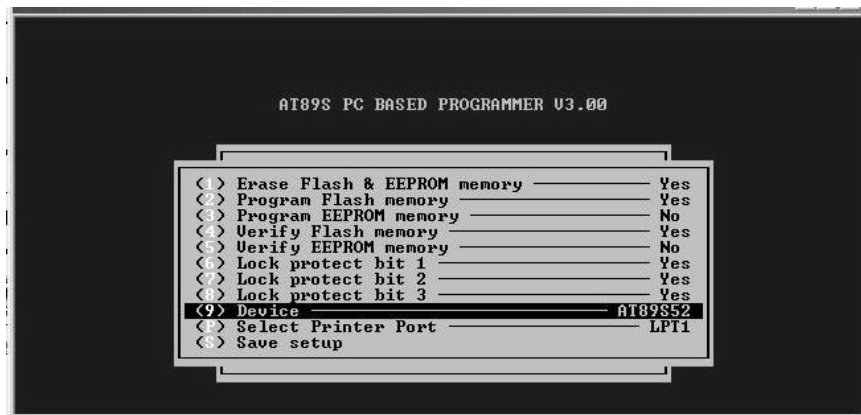 AT89S PC BASED PROGRAMMER V3.00
(1) Erase Flash & EEPROM memory Yes
(2) Program Flash memory Yes
(3) Program EEPROM memory No
(4) Verify Flash memory Yes
(5) Verify EEPROM memory No
(6) Lock protect bit 1 Yes
(7) Lock protect bit 2 Yes
(8) Lock protect bit 3 Yes
(9) Device AT89S52
(P) Select Printer Port LPT1
(S) Save setup